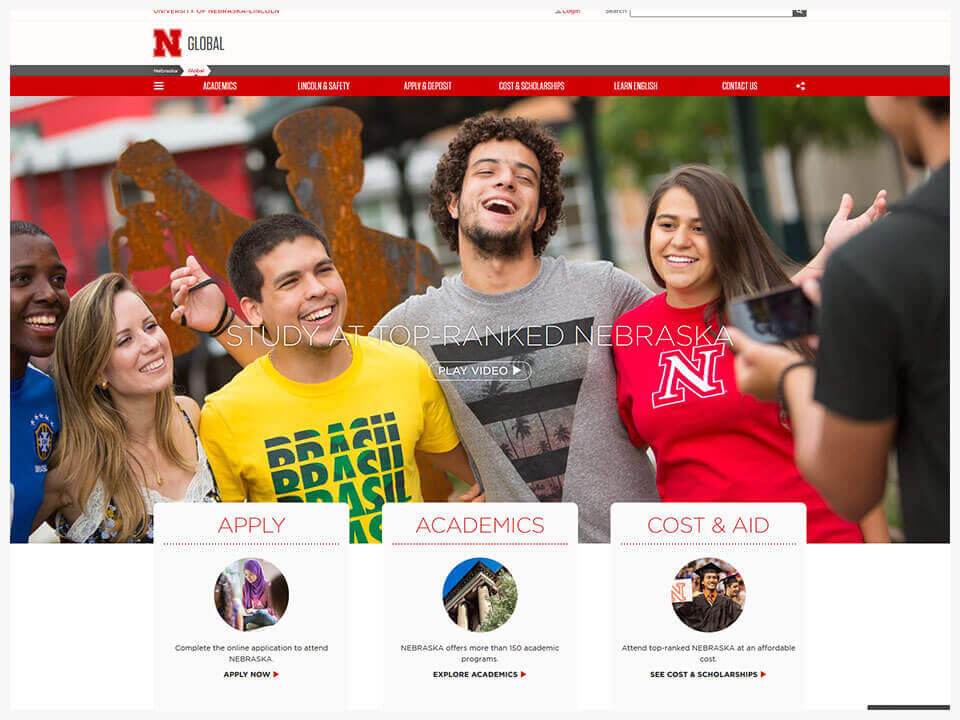 UNIVERSITY OF NEBRASKA-LINCOLN
Login
Search
N GLOBAL
Nebraska
Global
ACADEMICS
LINCOLN & SAFETY
APPLY & DEPOSIT
COST & SCHOLARSHIPS
LEARN ENGLISH
CONTACT US
STUDY AT TOP-RANKED NEBRASKA
PLAY VIDEO
BRASIL
BRASIL
BRASIL
BRASIL
N
APPLY
Complete the online application to attend
NEBRASKA.
APPLY NOW
ACADEMICS
NEBRASKA offers more than 150 academic
programs.
EXPLORE ACADEMICS
COST & AID
N
Attend top-ranked NEBRASKA at an affordable
cost.
SEE COST & SCHOLARSHIPS